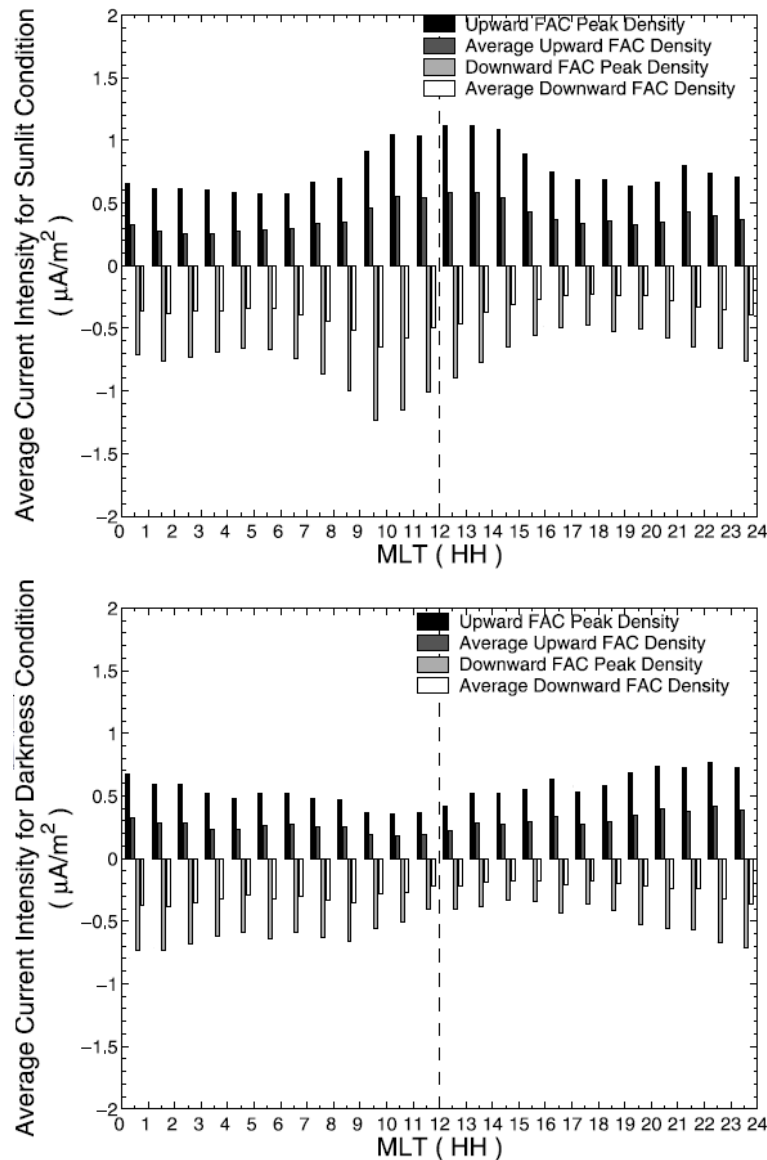 Average Current Intensity for Sunlit Condition
( μA/m²)
2
1.5
1
0.5
0
−0.5
−1
−1.5
−2
Upward FAC Peak Density
Average Upward FAC Density
Downward FAC Peak Density
Average Downward FAC Density
0 1 2 3 4 5 6 7 8 9 10 11 12 13 14 15 16 17 18 19 20 21 22 23 24
MLT ( HH )
Average Current Intensity for Darkness Condition
( μA/m²)
2
1.5
1
0.5
0
−0.5
−1
−1.5
−2
Upward FAC Peak Density
Average Upward FAC Density
Downward FAC Peak Density
Average Downward FAC Density
0 1 2 3 4 5 6 7 8 9 10 11 12 13 14 15 16 17 18 19 20 21 22 23 24
MLT ( HH )